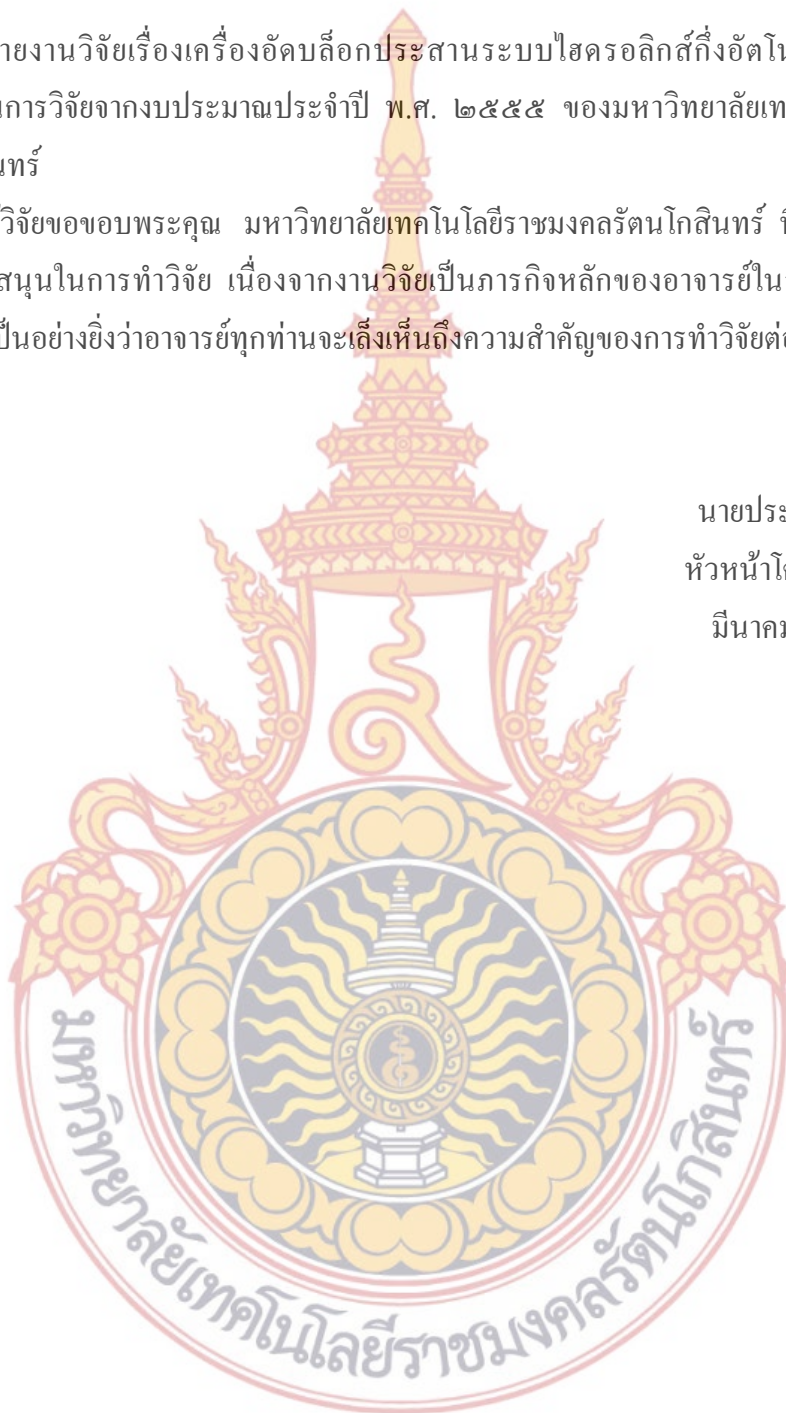 ายงานวิจัยเรื่องเครื่องอัดบล็อกประสานระบบไฮดรอลิกส์กึ่งอัตโน
นการวิจัยจากงบประมาณประจำปี พ.ศ. ๒๕๕๕ ของมหาวิทยาลัยเท
นทร์
วิจัยขอขอบพระคุณ มหาวิทยาลัยเทคโนโลยีราชมงคลรัตนโกสินทร์
สนุนในการทำวิจัย เนื่องจากงานวิจัยเป็นภารกิจหลักของอาจารย์ใน
ป็นอย่างยิ่งว่าอาจารย์ทุกท่านจะเล็งเห็นถึงความสำคัญของการทำวิจัยต่อ
นายประ
หัวหน้าโค
มีนาคม
มหาวิทยาลัยเทคโนโลยีราชมงคลรัตนโกสินทร์